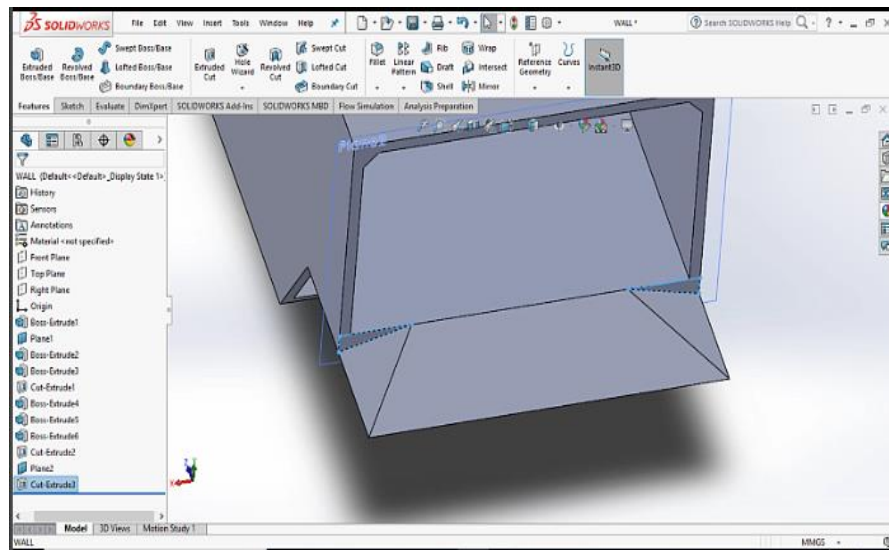 SOLIDWORKS File Edit View Insert Tools Window Help WALL * Search SOLIDWORKS Help
Extruded Boss/Base
Revolved Boss/Base
Swept Boss/Base
Lofted Boss/Base
Boundary Boss/Base
Extruded Cut
Hole Wizard
Revolved Cut
Swept Cut
Lofted Cut
Boundary Cut
Fillet
Linear Pattern
Rib
Draft
Shell
Wrap
Intersect
Mirror
Reference Geometry
Curves
Instant3D
Features Sketch Evaluate DimXpert SOLIDWORKS Add-Ins SOLIDWORKS MBD Flow Simulation Analysis Preparation
Plane2
WALL (Default<<Default>_Display State 1>
History
Sensors
Annotations
Material <not specified>
Front Plane
Top Plane
Right Plane
Origin
Boss-Extrude1
Plane1
Boss-Extrude2
Boss-Extrude3
Cut-Extrude1
Boss-Extrude4
Boss-Extrude5
Boss-Extrude6
Cut-Extrude2
Plane2
Cut-Extrude3
Model 3D Views Motion Study 1
WALL MMGS